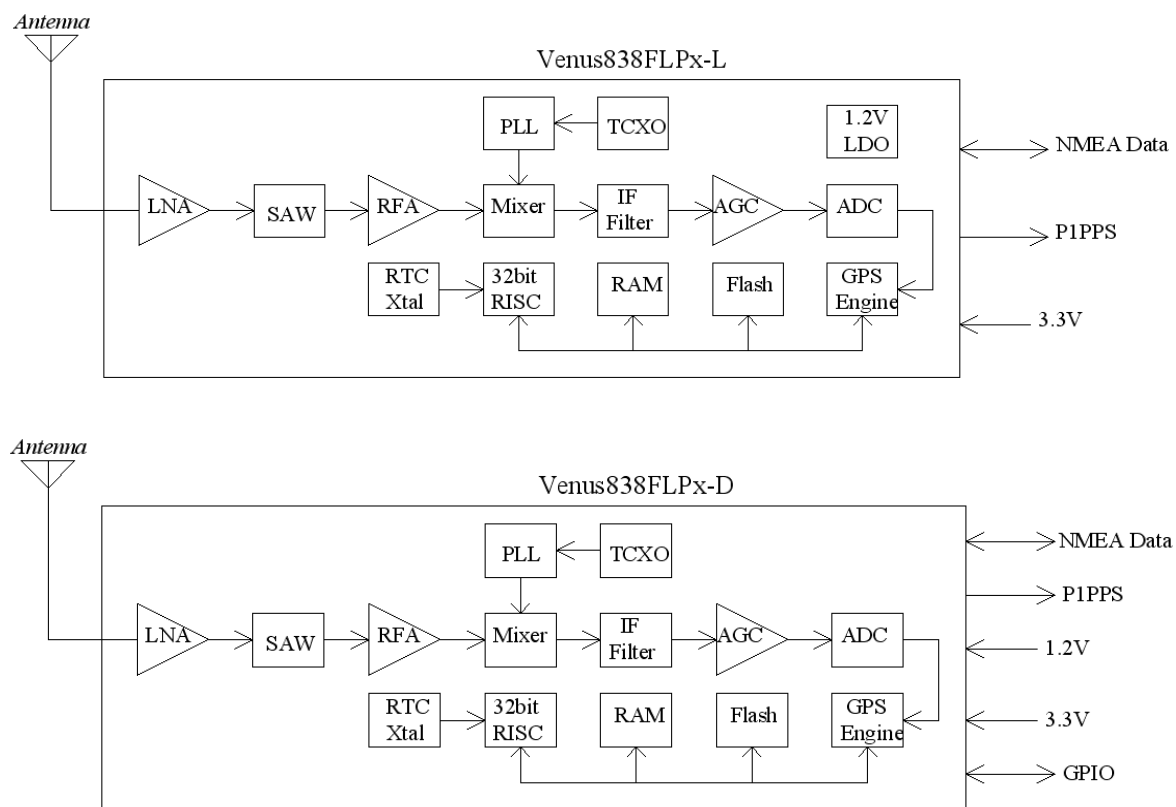 Antenna
Venus838FLPx-L
PLL
TCXO
1.2V
LDO
NMEA Data
LNA
SAW
RFA
Mixer
IF
Filter
AGC
ADC
P1PPS
RTC
Xtal
32bit
RISC
RAM
Flash
GPS
Engine
3.3V
Antenna
Venus838FLPx-D
PLL
TCXO
NMEA Data
P1PPS
LNA
SAW
RFA
Mixer
IF
Filter
AGC
ADC
1.2V
RTC
Xtal
32bit
RISC
RAM
Flash
GPS
Engine
3.3V
GPIO